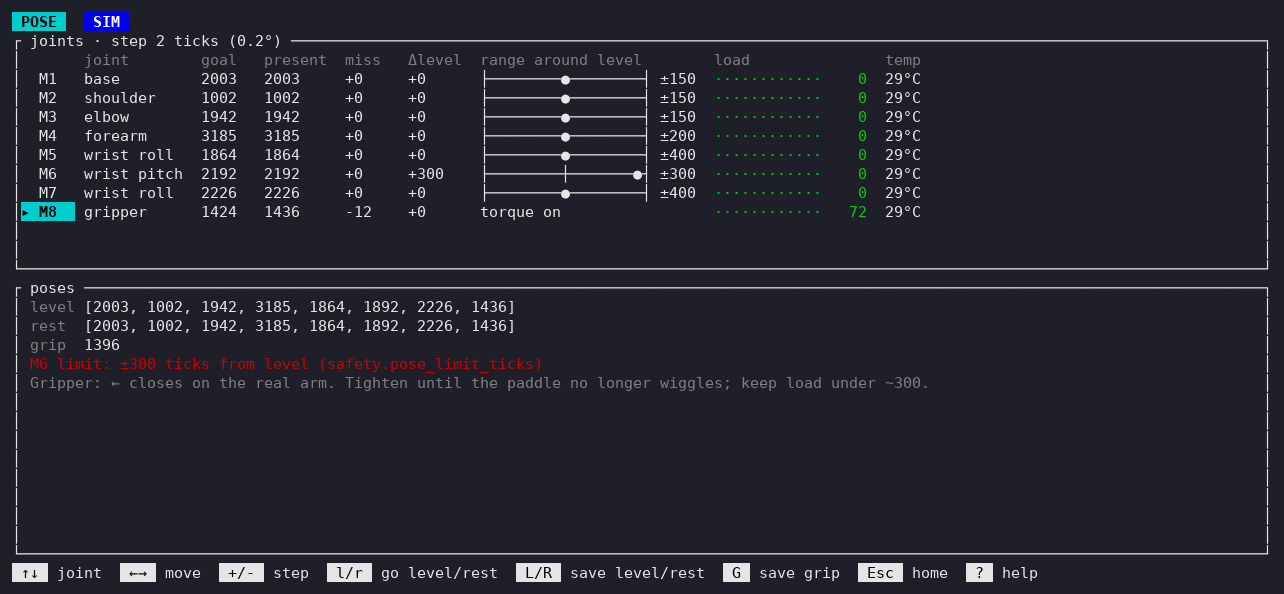 POSE SIM
joints · step 2 ticks (0.2°)
joint goal present miss Δlevel range around level load temp
M1 base 2003 2003 +0 +0 ±150 0 29°C
M2 shoulder 1002 1002 +0 +0 ±150 0 29°C
M3 elbow 1942 1942 +0 +0 ±150 0 29°C
M4 forearm 3185 3185 +0 +0 ±200 0 29°C
M5 wrist roll 1864 1864 +0 +0 ±400 0 29°C
M6 wrist pitch 2192 2192 +0 +300 ±300 0 29°C
M7 wrist roll 2226 2226 +0 +0 ±400 0 29°C
▸ M8 gripper 1424 1436 -12 +0 torque on 72 29°C
poses
level [2003, 1002, 1942, 3185, 1864, 1892, 2226, 1436]
rest [2003, 1002, 1942, 3185, 1864, 1892, 2226, 1436]
grip 1396
M6 limit: ±300 ticks from level (safety.pose_limit_ticks)
Gripper: ← closes on the real arm. Tighten until the paddle no longer wiggles; keep load under ~300.
↑↓ joint ←→ move +/- step l/r go level/rest L/R save level/rest G save grip Esc home ? help